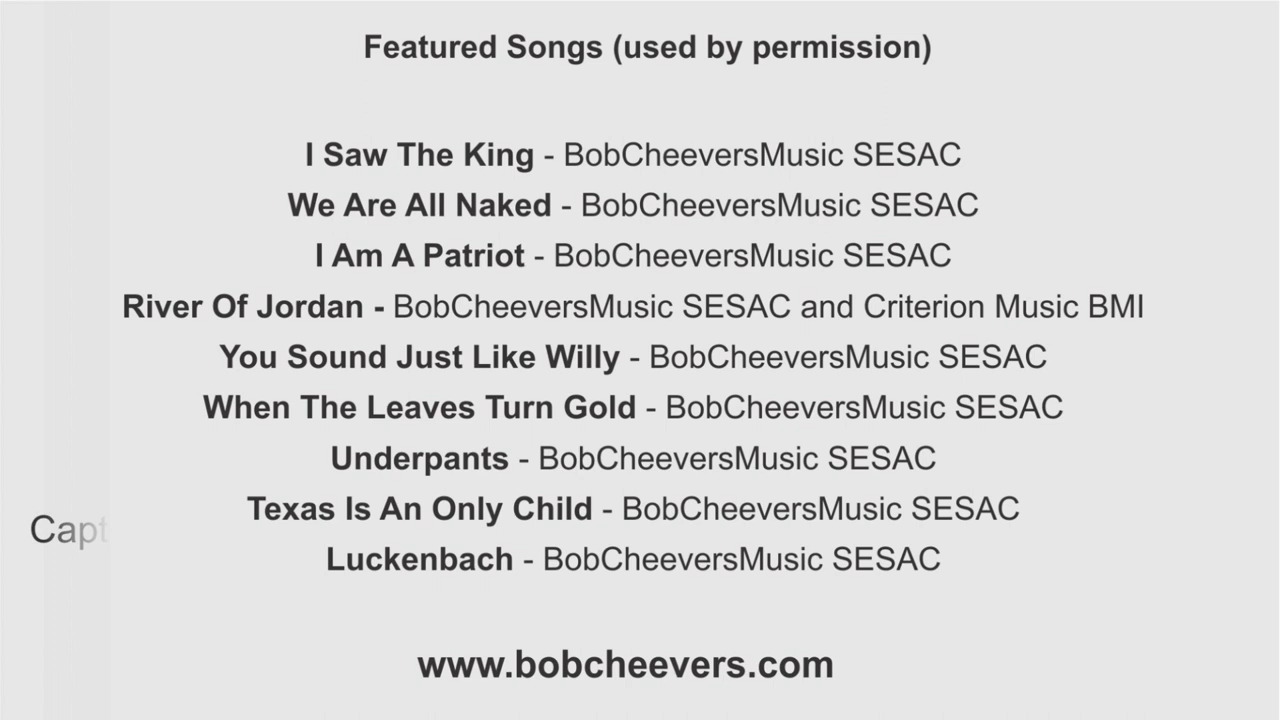 Featured Songs (used by permission)
I Saw The King - BobCheeversMusic SESAC
We Are All Naked - BobCheeversMusic SESAC
I Am A Patriot - BobCheeversMusic SESAC
River Of Jordan - BobCheeversMusic SESAC and Criterion Music BMI
You Sound Just Like Willy - BobCheeversMusic SESAC
When The Leaves Turn Gold - BobCheeversMusic SESAC
Underpants - BobCheeversMusic SESAC
Texas Is An Only Child - BobCheeversMusic SESAC
Capt
Luckenbach - BobCheeversMusic SESAC
www.bobcheevers.com